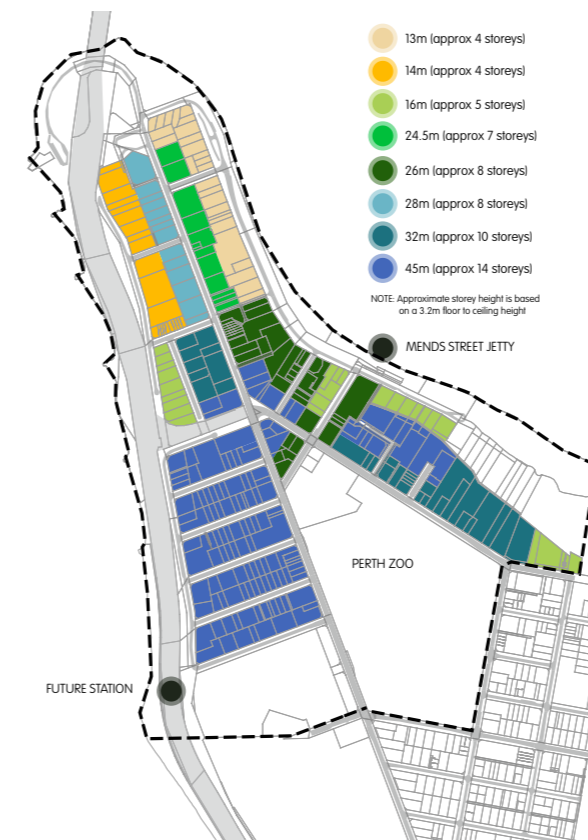 13m (approx 4 storeys)
14m (approx 4 storeys)
16m (approx 5 storeys)
24.5m (approx 7 storeys)
26m (approx 8 storeys)
28m (approx 8 storeys)
32m (approx 10 storeys)
45m (approx 14 storeys)
NOTE: Approximate storey height is based
on a 3.2m floor to ceiling height
MENDS STREET JETTY
PERTH ZOO
FUTURE STATION